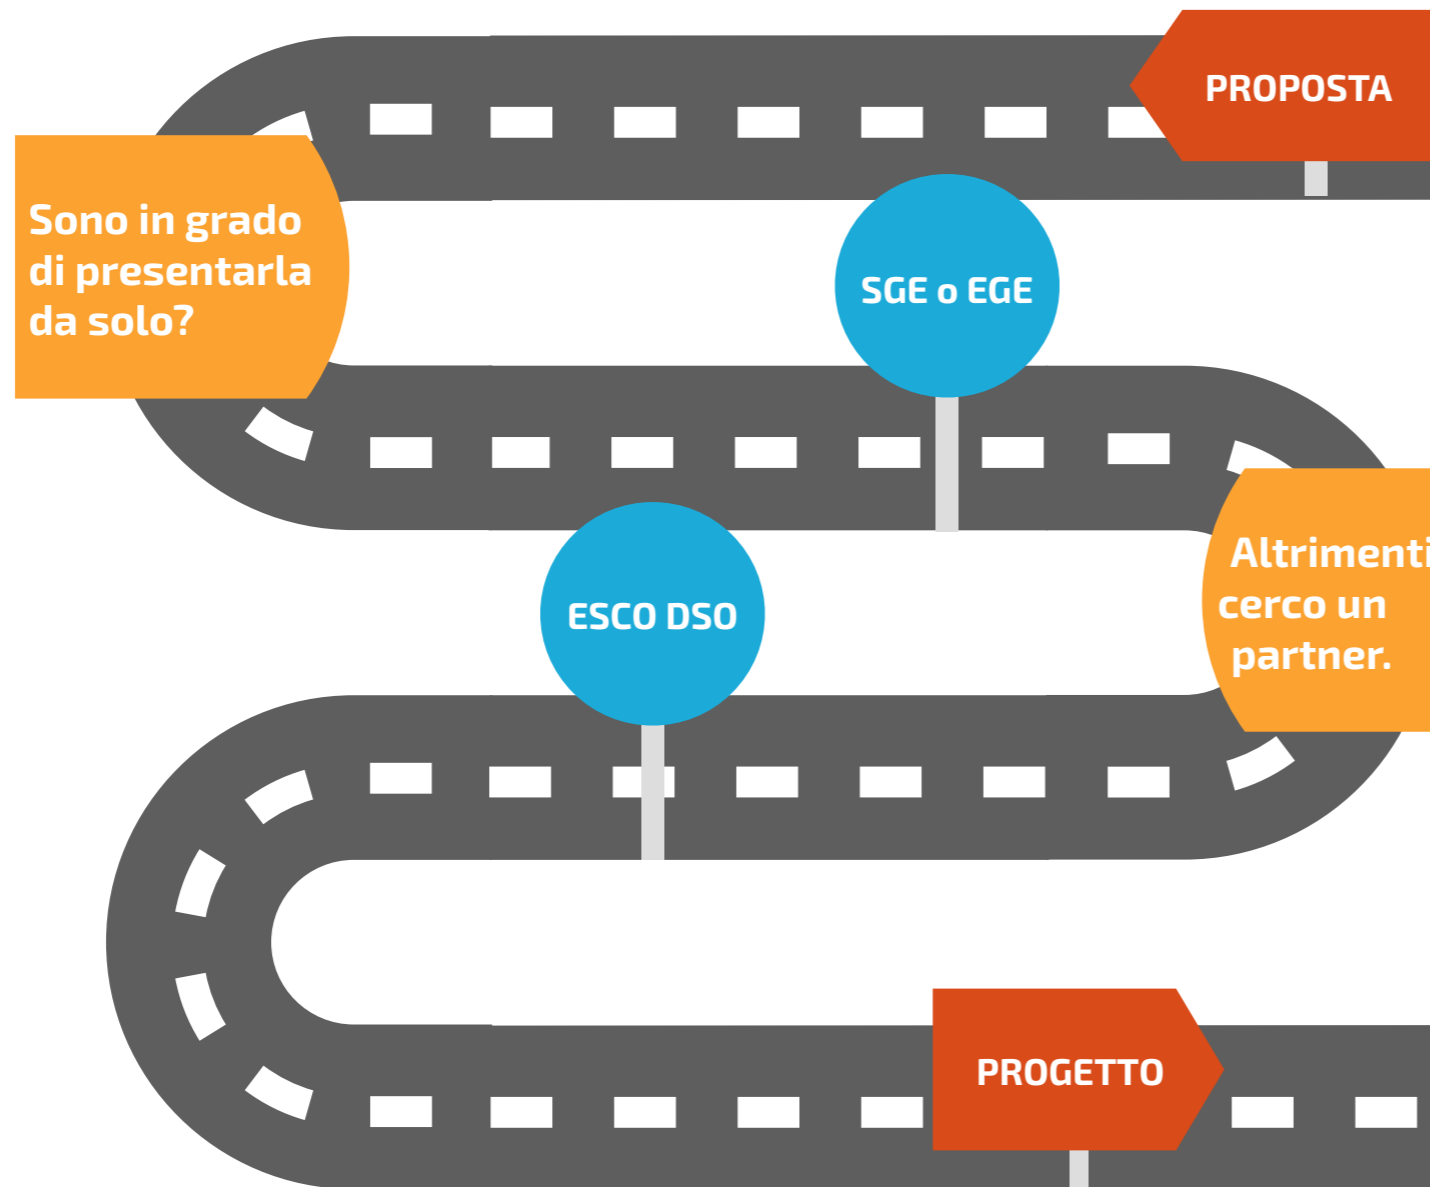 PROPOSTA
Sono in grado
di presentarla
da solo?
SGE o EGE
Altrimenti
cerco un
partner.
ESCO DSO
PROGETTO